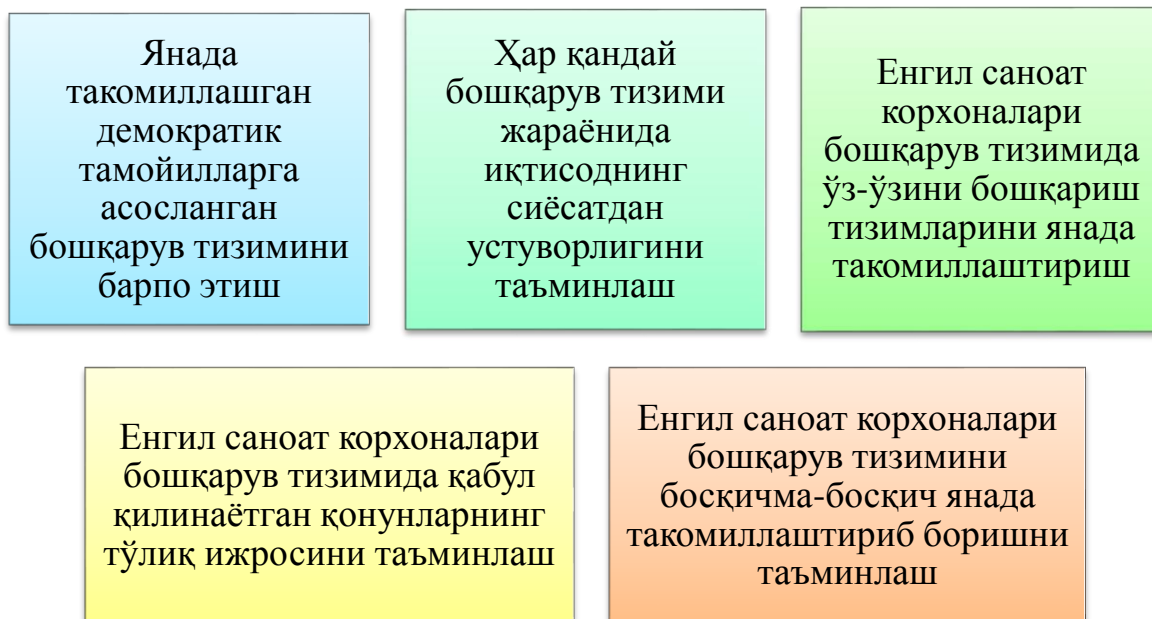 Янада
такомиллашган
демократик
тамойилларга
асосланган
бошқарув тизимини
барпо этиш
Ҳар қандай
бошқарув тизими
жараёнида
иқтисоднинг
сиёсатдан
устуворлигини
таъминлаш
Енгил саноат
корхоналари
бошқарув тизимида
ўз-ўзини бошқариш
тизимларини янада
такомиллаштириш
Енгил саноат корхоналари
бошқарув тизимида қабул
қилинаётган қонунларнинг
тўлиқ ижросини таъминлаш
Енгил саноат корхоналари
бошқарув тизимини
босқичма-босқич янада
такомиллаштириб боришни
таъминлаш